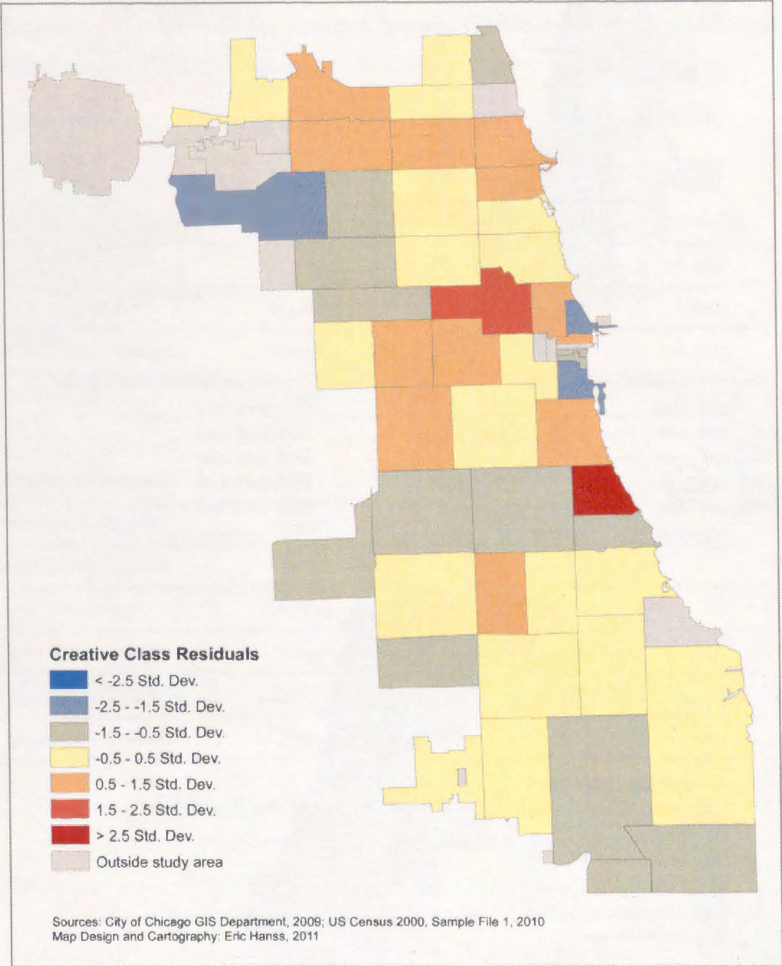 Creative Class Residuals
< -2.5 Std. Dev.
-2.5 - -1.5 Std. Dev.
-1.5 - -0.5 Std. Dev.
-0.5 - 0.5 Std. Dev.
0.5 - 1.5 Std. Dev.
1.5 - 2.5 Std. Dev.
> 2.5 Std. Dev.
Outside study area
Sources: City of Chicago GIS Department, 2009; US Census 2000, Sample File 1, 2010
Map Design and Cartography: Eric Hanss, 2011